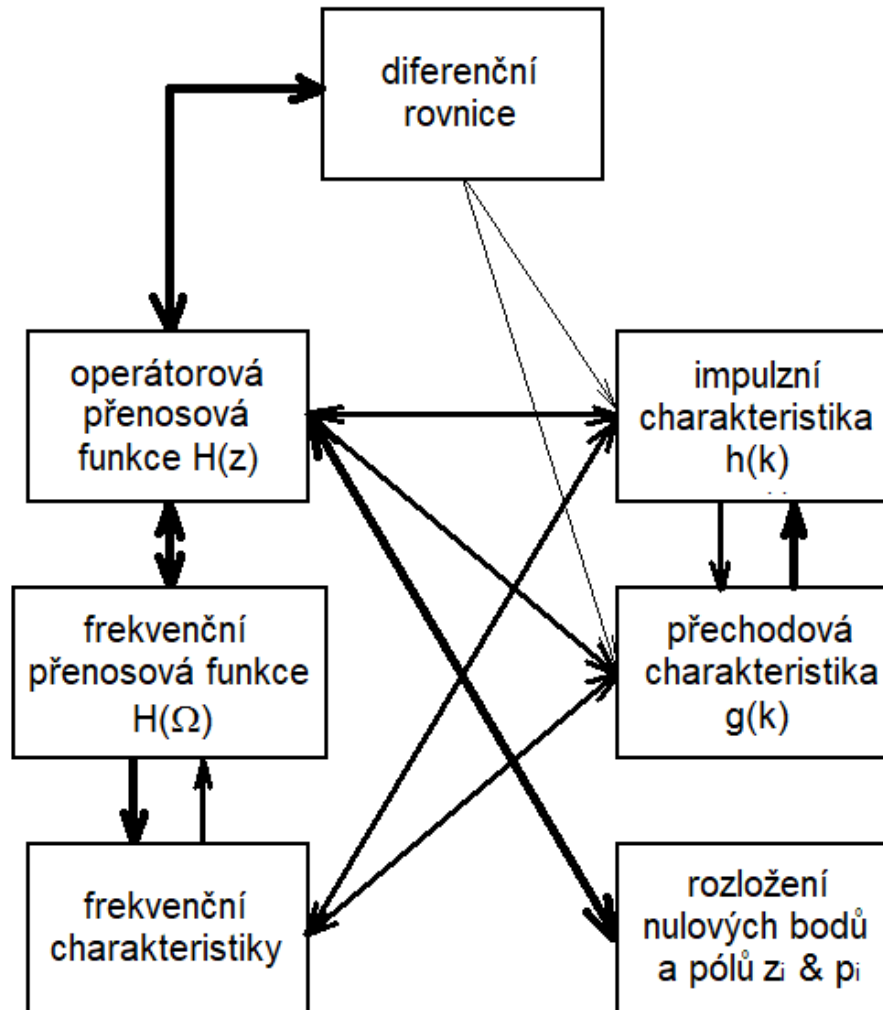 diferenční
rovnice
operátorová
přenosová
funkce H(z)
impulzní
charakteristika
h(k)
frekvenční
přenosová funkce
H(Ω)
přechodová
charakteristika
g(k)
frekvenční
charakteristiky
rozložení
nulových bodů
a pólů zi & pi